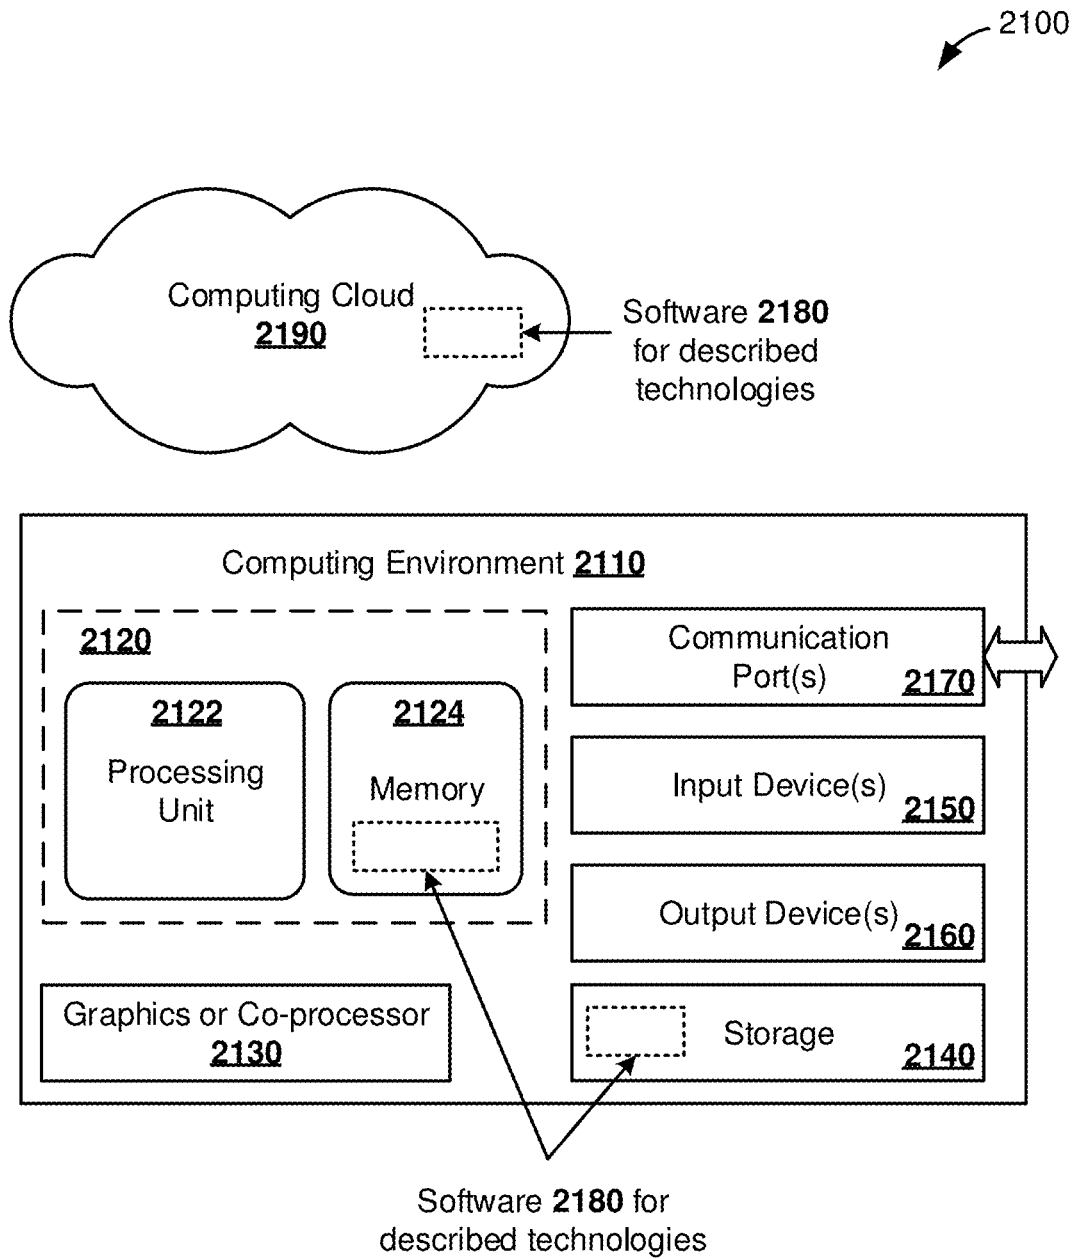 2100
Computing Cloud
2190
Software 2180
for described
technologies
Computing Environment 2110
2120
2122
Processing
Unit
2124
Memory
Communication
Port(s)
2170
Input Device(s)
2150
Output Device(s)
2160
Graphics or Co-processor
2130
Storage
2140
Software 2180 for
described technologies